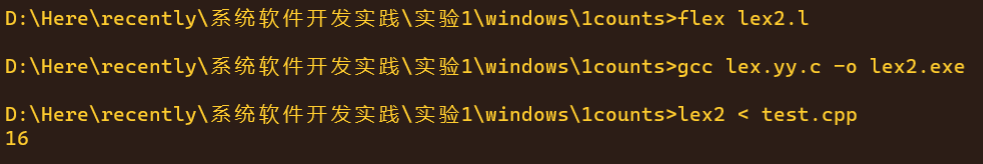 D:\Here\recently\系统软件开发实践\实验1\windows\1counts>flex lex2.l
D:\Here\recently\系统软件开发实践\实验1\windows\1counts>gcc lex.yy.c -o lex2.exe
D:\Here\recently\系统软件开发实践\实验1\windows\1counts>lex2 < test.cpp
16